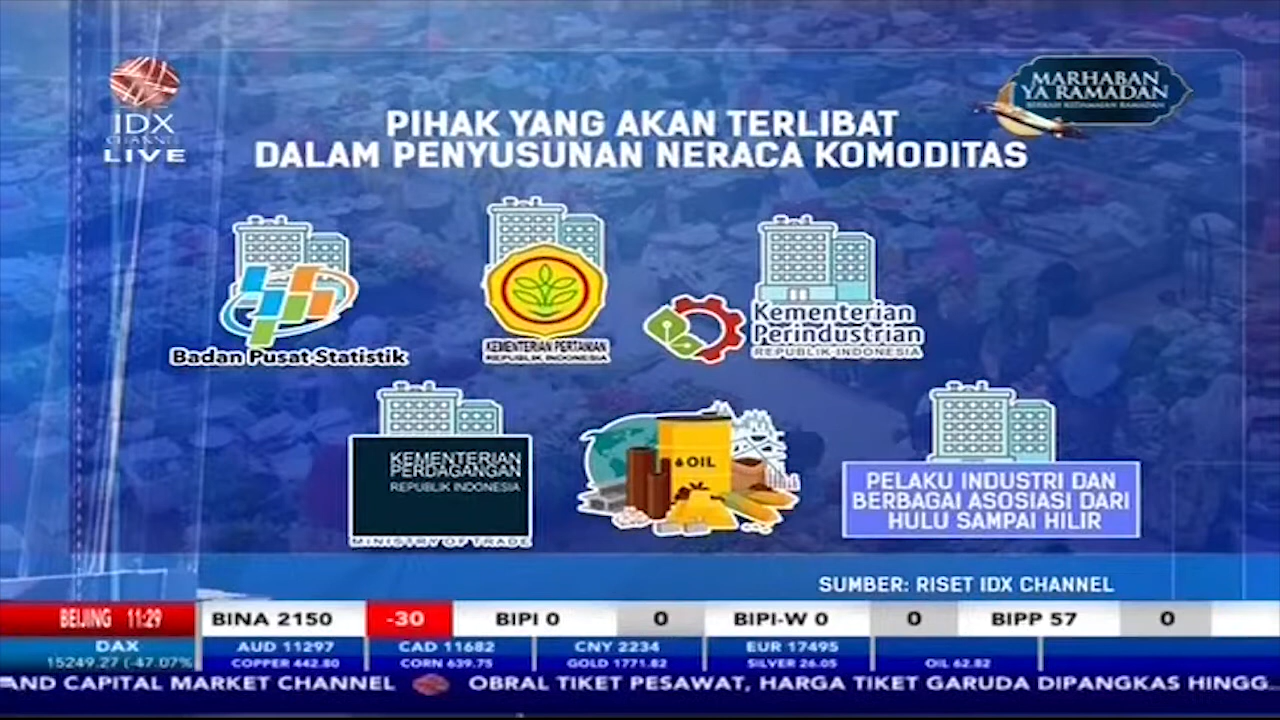 IDX
CHANNEL
LIVE
MARHABAN
YA RAMADAN
PIHAK YANG AKAN TERLIBAT
DALAM PENYUSUNAN NERACA KOMODITAS
Badan Pusat Statistik
KEMENTERIAN PERTANIAN
REPUBLIK INDONESIA
Kementerian
Perindustrian
REPUBLIK INDONESIA
KEMENTERIAN
PERDAGANGAN
REPUBLIK INDONESIA
MINISTRY OF TRADE
OIL
PELAKU INDUSTRI DAN
BERBAGAI ASOSIASI DARI
HULU SAMPAI HILIR
SUMBER: RISET IDX CHANNEL
BEIJING 11:29 BINA 2150 -30 BIPI 0 0 BIPI-W 0 0 BIPP 57 0
DAX AUD 11297 CAD 11682 CNY 2234 EUR 17495
15249.27 (-47.07% COPPER 442.80 CORN 639.75 GOLD 1771.82 SILVER 26.05 OIL 62.82
AND CAPITAL MARKET CHANNEL OBRAL TIKET PESAWAT, HARGA TIKET GARUDA DIPANGKAS HINGG...